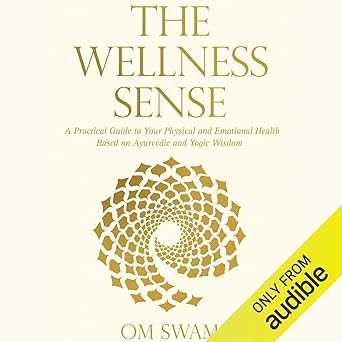 THE
WELLNESS
SENSE
A Practical Guide to Your Physical and Emotional Health
Based on Ayurvedic and Yogic Wisdom
OM SWAM
ONLY FROM
audible